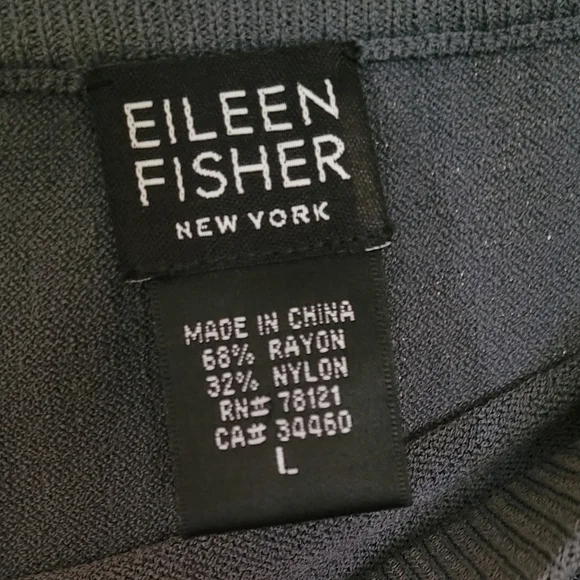 EILEEN
FISHER
NEW YORK
MADE IN CHINA
68% RAYON
32% NYLON
RN# 78121
CA# 34460
L